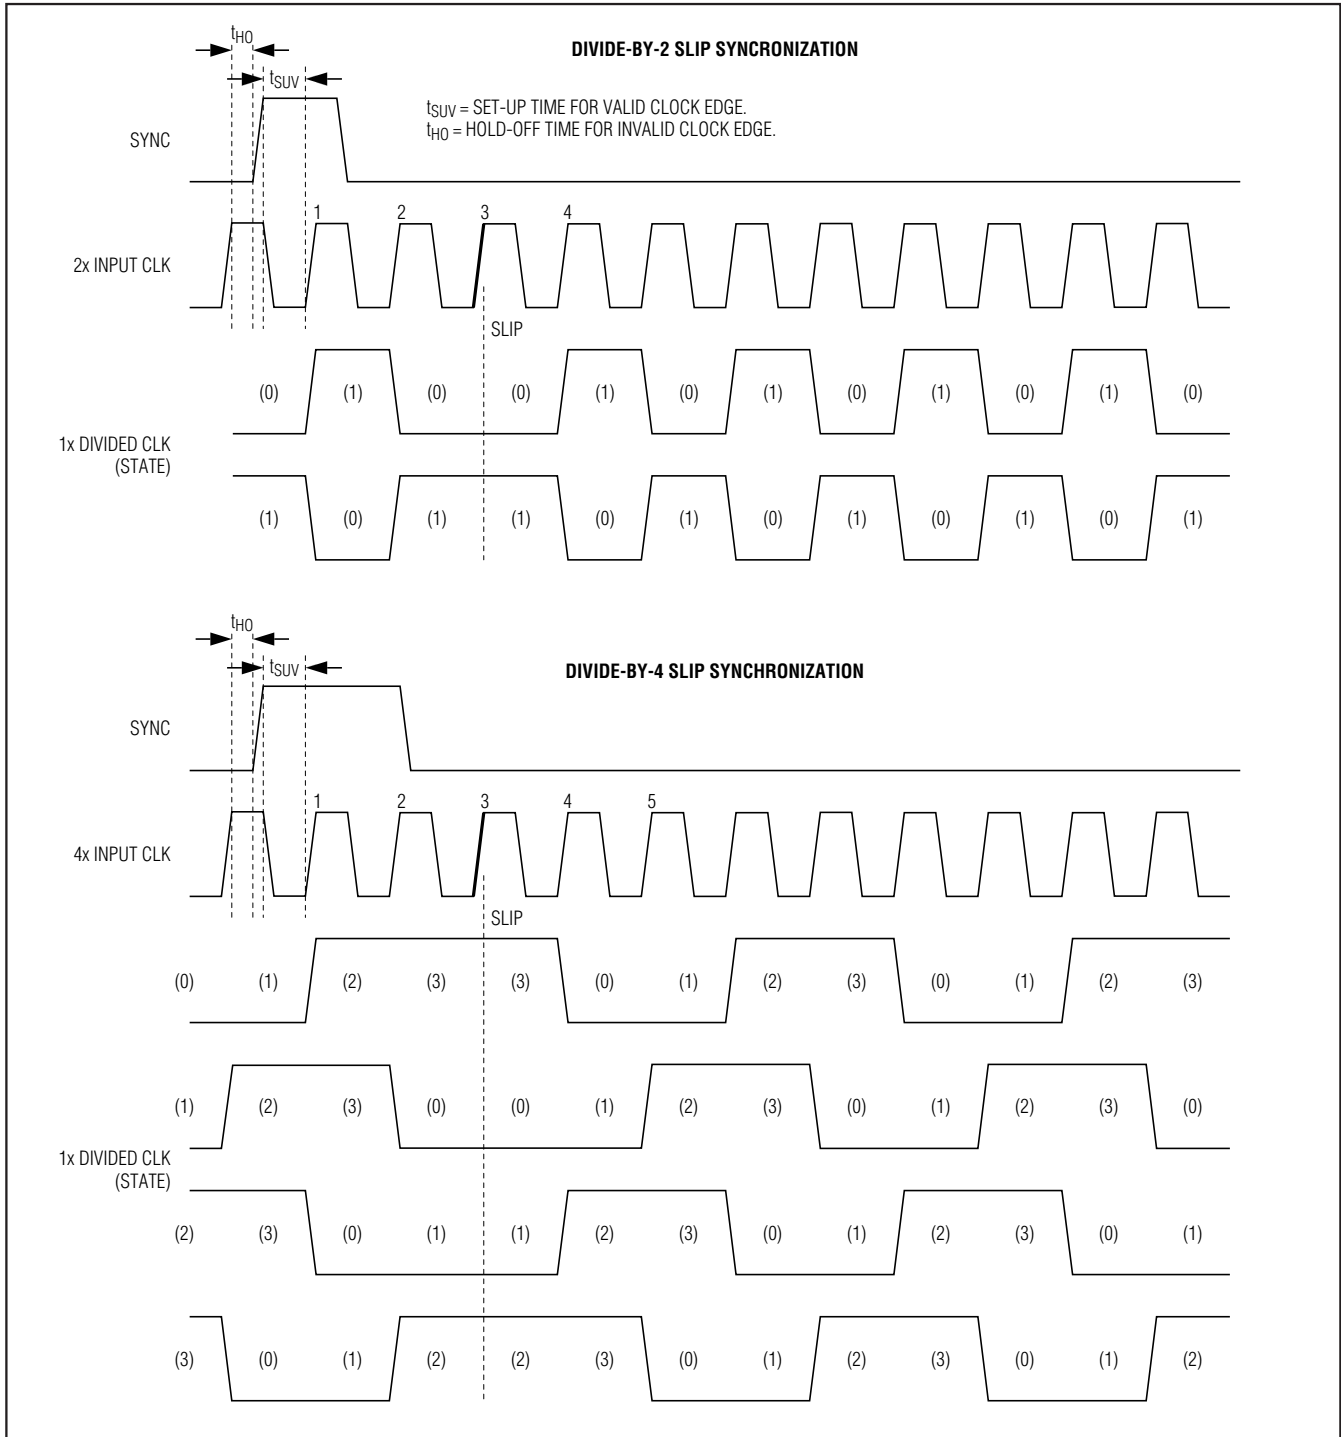 tHO
DIVIDE-BY-2 SLIP SYNCRONIZATION
tSUV
tSUV = SET-UP TIME FOR VALID CLOCK EDGE.
tHO = HOLD-OFF TIME FOR INVALID CLOCK EDGE.
SYNC
1 2 3 4
2x INPUT CLK
SLIP
(0) (1) (0) (0) (1) (0) (1) (0) (1) (0) (1) (0)
1x DIVIDED CLK
(STATE)
(1) (0) (1) (1) (0) (1) (0) (1) (0) (1) (0) (1)
tHO
tSUV
DIVIDE-BY-4 SLIP SYNCHRONIZATION
SYNC
1 2 3 4 5
4x INPUT CLK
SLIP
(0) (1) (2) (3) (3) (0) (1) (2) (3) (0) (1) (2) (3)
(1) (2) (3) (0) (0) (1) (2) (3) (0) (1) (2) (3) (0)
1x DIVIDED CLK
(STATE)
(2) (3) (0) (1) (1) (2) (3) (0) (1) (2) (3) (0) (1)
(3) (0) (1) (2) (2) (3) (0) (1) (2) (3) (0) (1) (2)